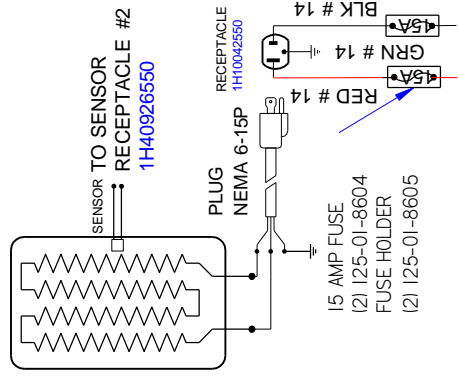 SENSOR TO SENSOR
RECEPTACLE #2
1H40926550
PLUG
NEMA 6-15P
RECEPTACLE
1H10042550
BLK # 14
15A
GRN # 14
15A
RED # 14
15 AMP FUSE
(2) 125-01-8604
FUSE HOLDER
(2) 125-01-8605